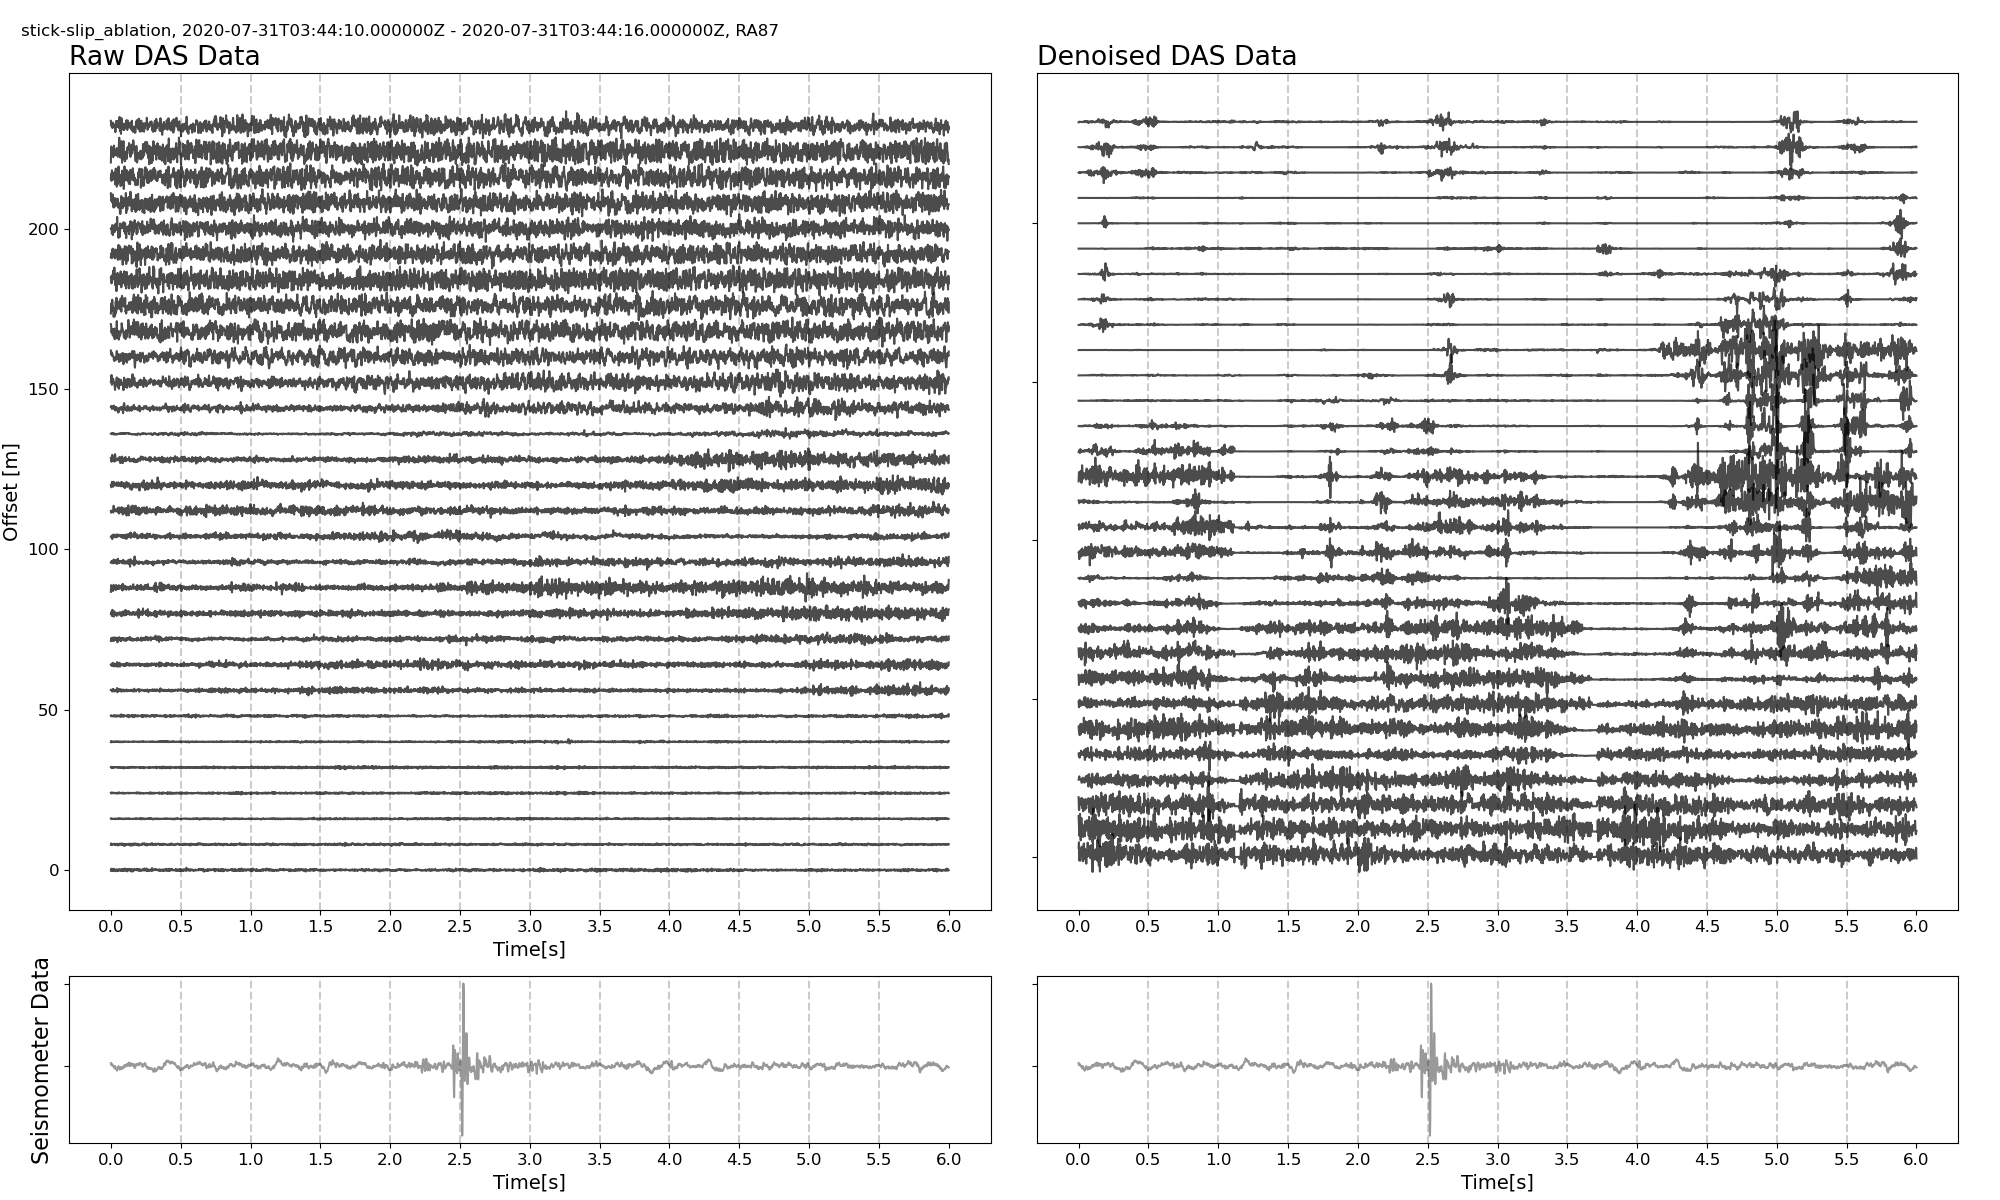 stick-slip_ablation, 2020-07-31T03:44:10.000000Z - 2020-07-31T03:44:16.000000Z, RA87
Raw DAS Data
Denoised DAS Data
Offset [m]
200
150
100
50
0
0.0 0.5 1.0 1.5 2.0 2.5 3.0 3.5 4.0 4.5 5.0 5.5 6.0
Time[s]
0.0 0.5 1.0 1.5 2.0 2.5 3.0 3.5 4.0 4.5 5.0 5.5 6.0
Seismometer Data
0.0 0.5 1.0 1.5 2.0 2.5 3.0 3.5 4.0 4.5 5.0 5.5 6.0
Time[s]
0.0 0.5 1.0 1.5 2.0 2.5 3.0 3.5 4.0 4.5 5.0 5.5 6.0
Time[s]